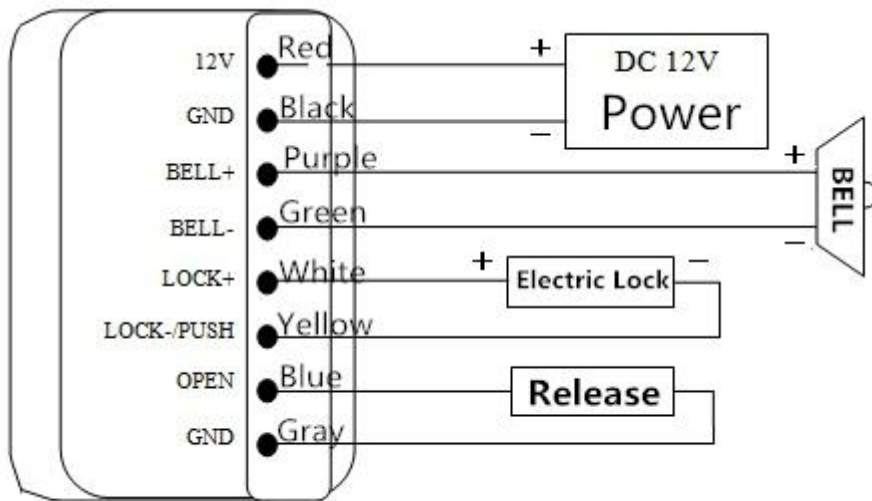 12V Red + DC 12V
GND Black − Power
BELL+ Purple + BELL
BELL- Green −
LOCK+ White + Electric Lock −
LOCK-/PUSH Yellow
OPEN Blue Release
GND Gray